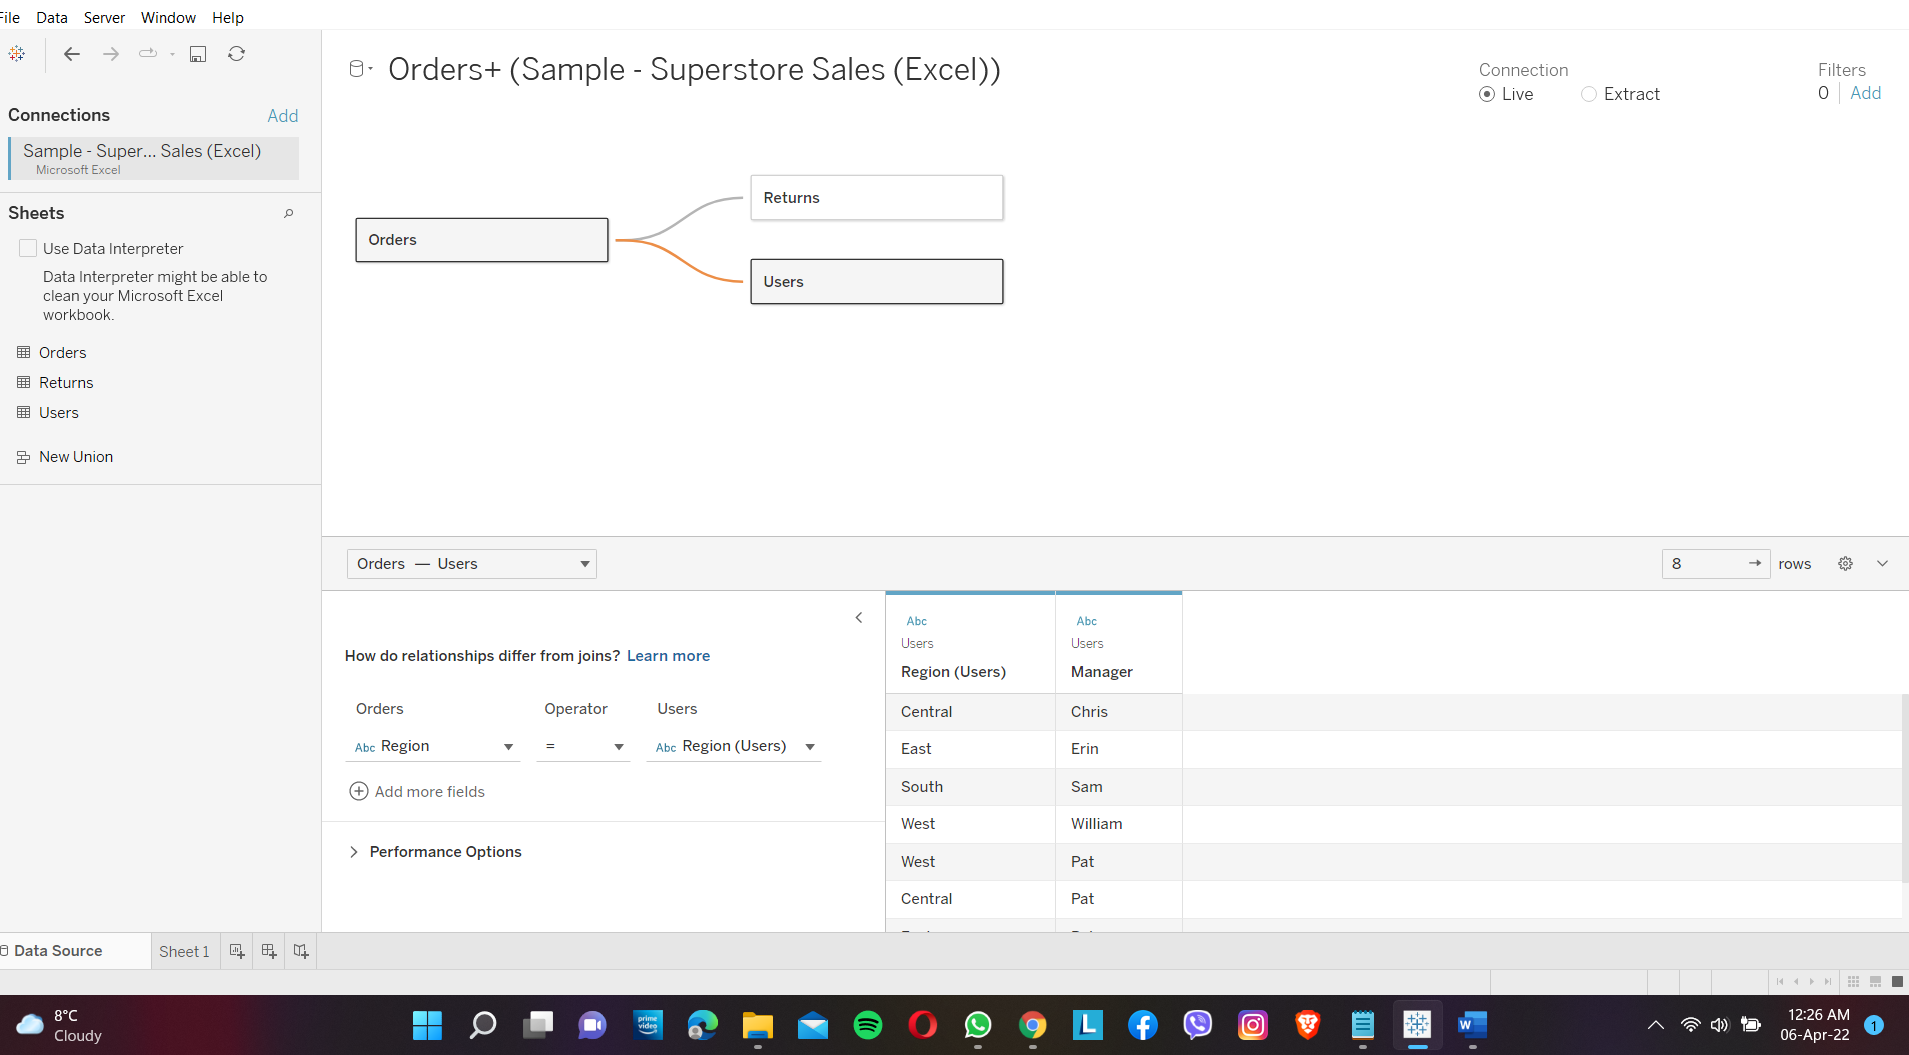 File Data Server Window Help
Connections Add
Sample - Super... Sales (Excel)
Microsoft Excel
Sheets
Use Data Interpreter
Data Interpreter might be able to
clean your Microsoft Excel
workbook.
Orders
Returns
Users
New Union
Orders+ (Sample - Superstore Sales (Excel))
Connection
Live Extract
Filters
0 Add
Orders
Returns
Users
Orders — Users
8 rows
How do relationships differ from joins? Learn more
Orders Operator Users
Abc Region = Abc Region (Users)
Add more fields
Performance Options
Abc Abc
Users Users
Region (Users) Manager
Central Chris
East Erin
South Sam
West William
West Pat
Central Pat
Data Source Sheet 1
8°C
Cloudy
prime
video
L
W
12:26 AM
06-Apr-22
1